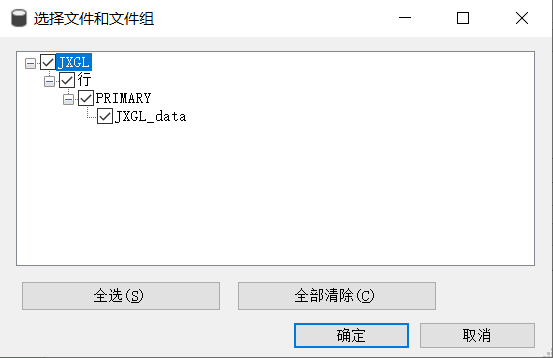 选择文件和文件组
JXGL
行
PRIMARY
JXGL_data
全选(S) 全部清除(C)
确定 取消